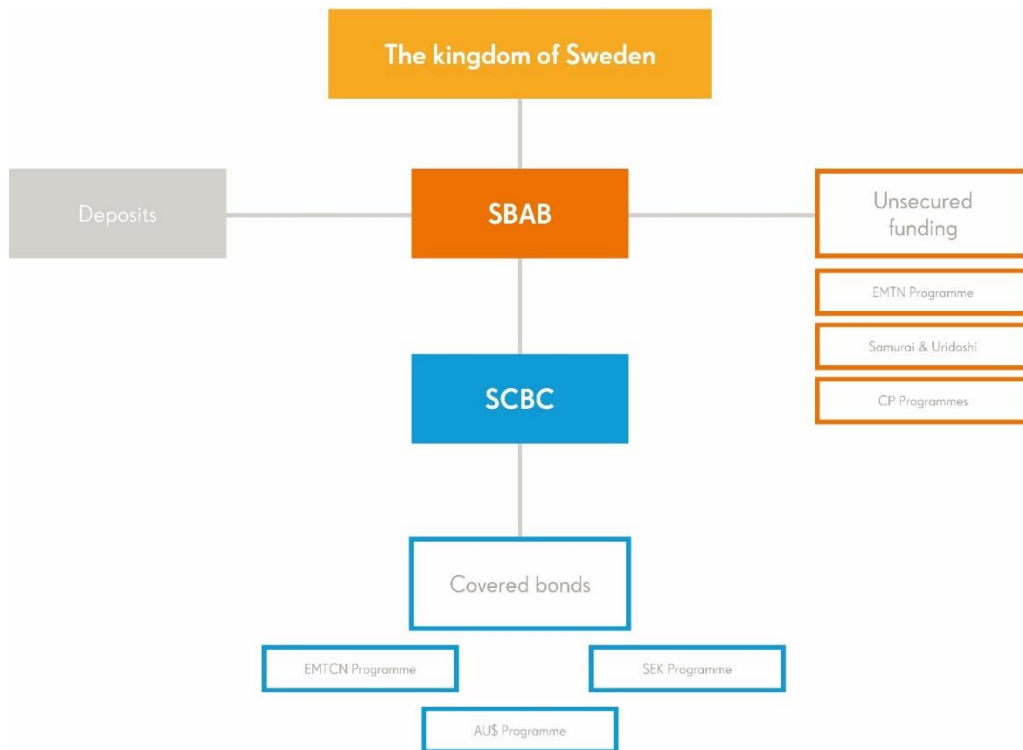 The kingdom of Sweden
Deposits
SBAB
Unsecured
funding
EMTN Programme
Samurai & Uridashi
CP Programmes
SCBC
Covered bonds
EMTCN Programme
SEK Programme
AU$ Programme